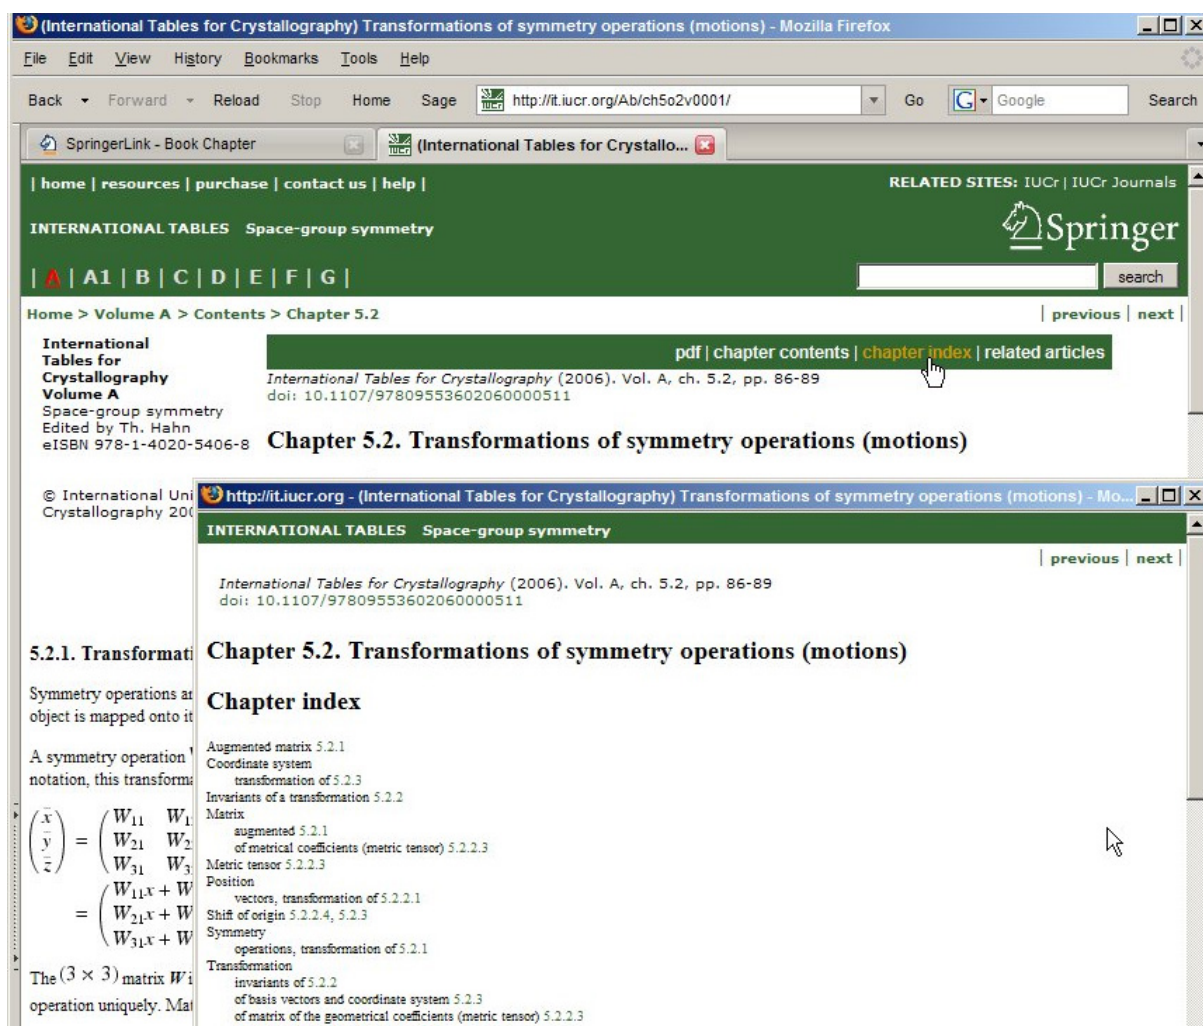 (International Tables for Crystallography) Transformations of symmetry operations (motions) - Mozilla Firefox
File Edit View History Bookmarks Tools Help
Back Forward Reload Stop Home Sage http://it.iucr.org/Ab/ch5o2v0001/ Go G Google Search
SpringerLink - Book Chapter (International Tables for Crystallo...
| home | resources | purchase | contact us | help | RELATED SITES: IUCr | IUCr Journals
INTERNATIONAL TABLES Space-group symmetry Springer
| A | A1 | B | C | D | E | F | G | search
Home > Volume A > Contents > Chapter 5.2 | previous | next |
International
Tables for
Crystallography
Volume A
Space-group symmetry
Edited by Th. Hahn
eISBN 978-1-4020-5406-8
pdf | chapter contents | chapter index | related articles
International Tables for Crystallography (2006). Vol. A, ch. 5.2, pp. 86-89
doi: 10.1107/97809553602060000511
Chapter 5.2. Transformations of symmetry operations (motions)
© International Uni
Crystallography 200
5.2.1. Transformati
Symmetry operations ar
object is mapped onto it
A symmetry operation
notation, this transforma
x̄ W11 W1
ȳ = W21 W2
z̄ W31 W3
W11x + W
= W21x + W
W31x + W
The (3 × 3) matrix W i
operation uniquely. Mat
http://it.iucr.org - (International Tables for Crystallography) Transformations of symmetry operations (motions) - Mo...
INTERNATIONAL TABLES Space-group symmetry
| previous | next |
International Tables for Crystallography (2006). Vol. A, ch. 5.2, pp. 86-89
doi: 10.1107/97809553602060000511
Chapter 5.2. Transformations of symmetry operations (motions)
Chapter index
Augmented matrix 5.2.1
Coordinate system
transformation of 5.2.3
Invariants of a transformation 5.2.2
Matrix
augmented 5.2.1
of metrical coefficients (metric tensor) 5.2.2.3
Metric tensor 5.2.2.3
Position
vectors, transformation of 5.2.2.1
Shift of origin 5.2.2.4, 5.2.3
Symmetry
operations, transformation of 5.2.1
Transformation
invariants of 5.2.2
of basis vectors and coordinate system 5.2.3
of matrix of the geometrical coefficients (metric tensor) 5.2.2.3